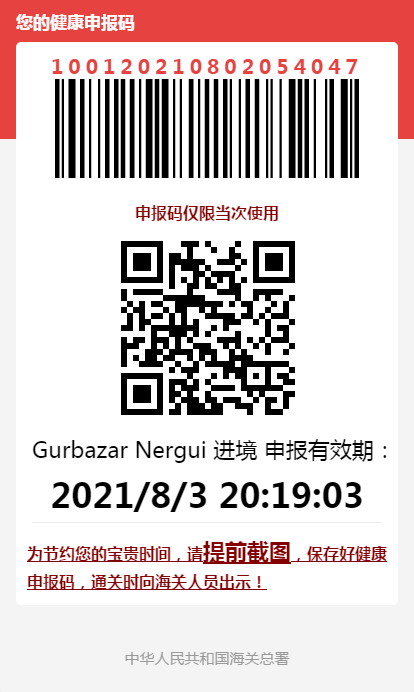 您的健康申报码
100120210802054047
申报码仅限当次使用
Gurbazar Nergui 进境 申报有效期：
2021/8/3 20:19:03
为节约您的宝贵时间，请提前截图，保存好健康
申报码，通关时向海关人员出示！
中华人民共和国海关总署